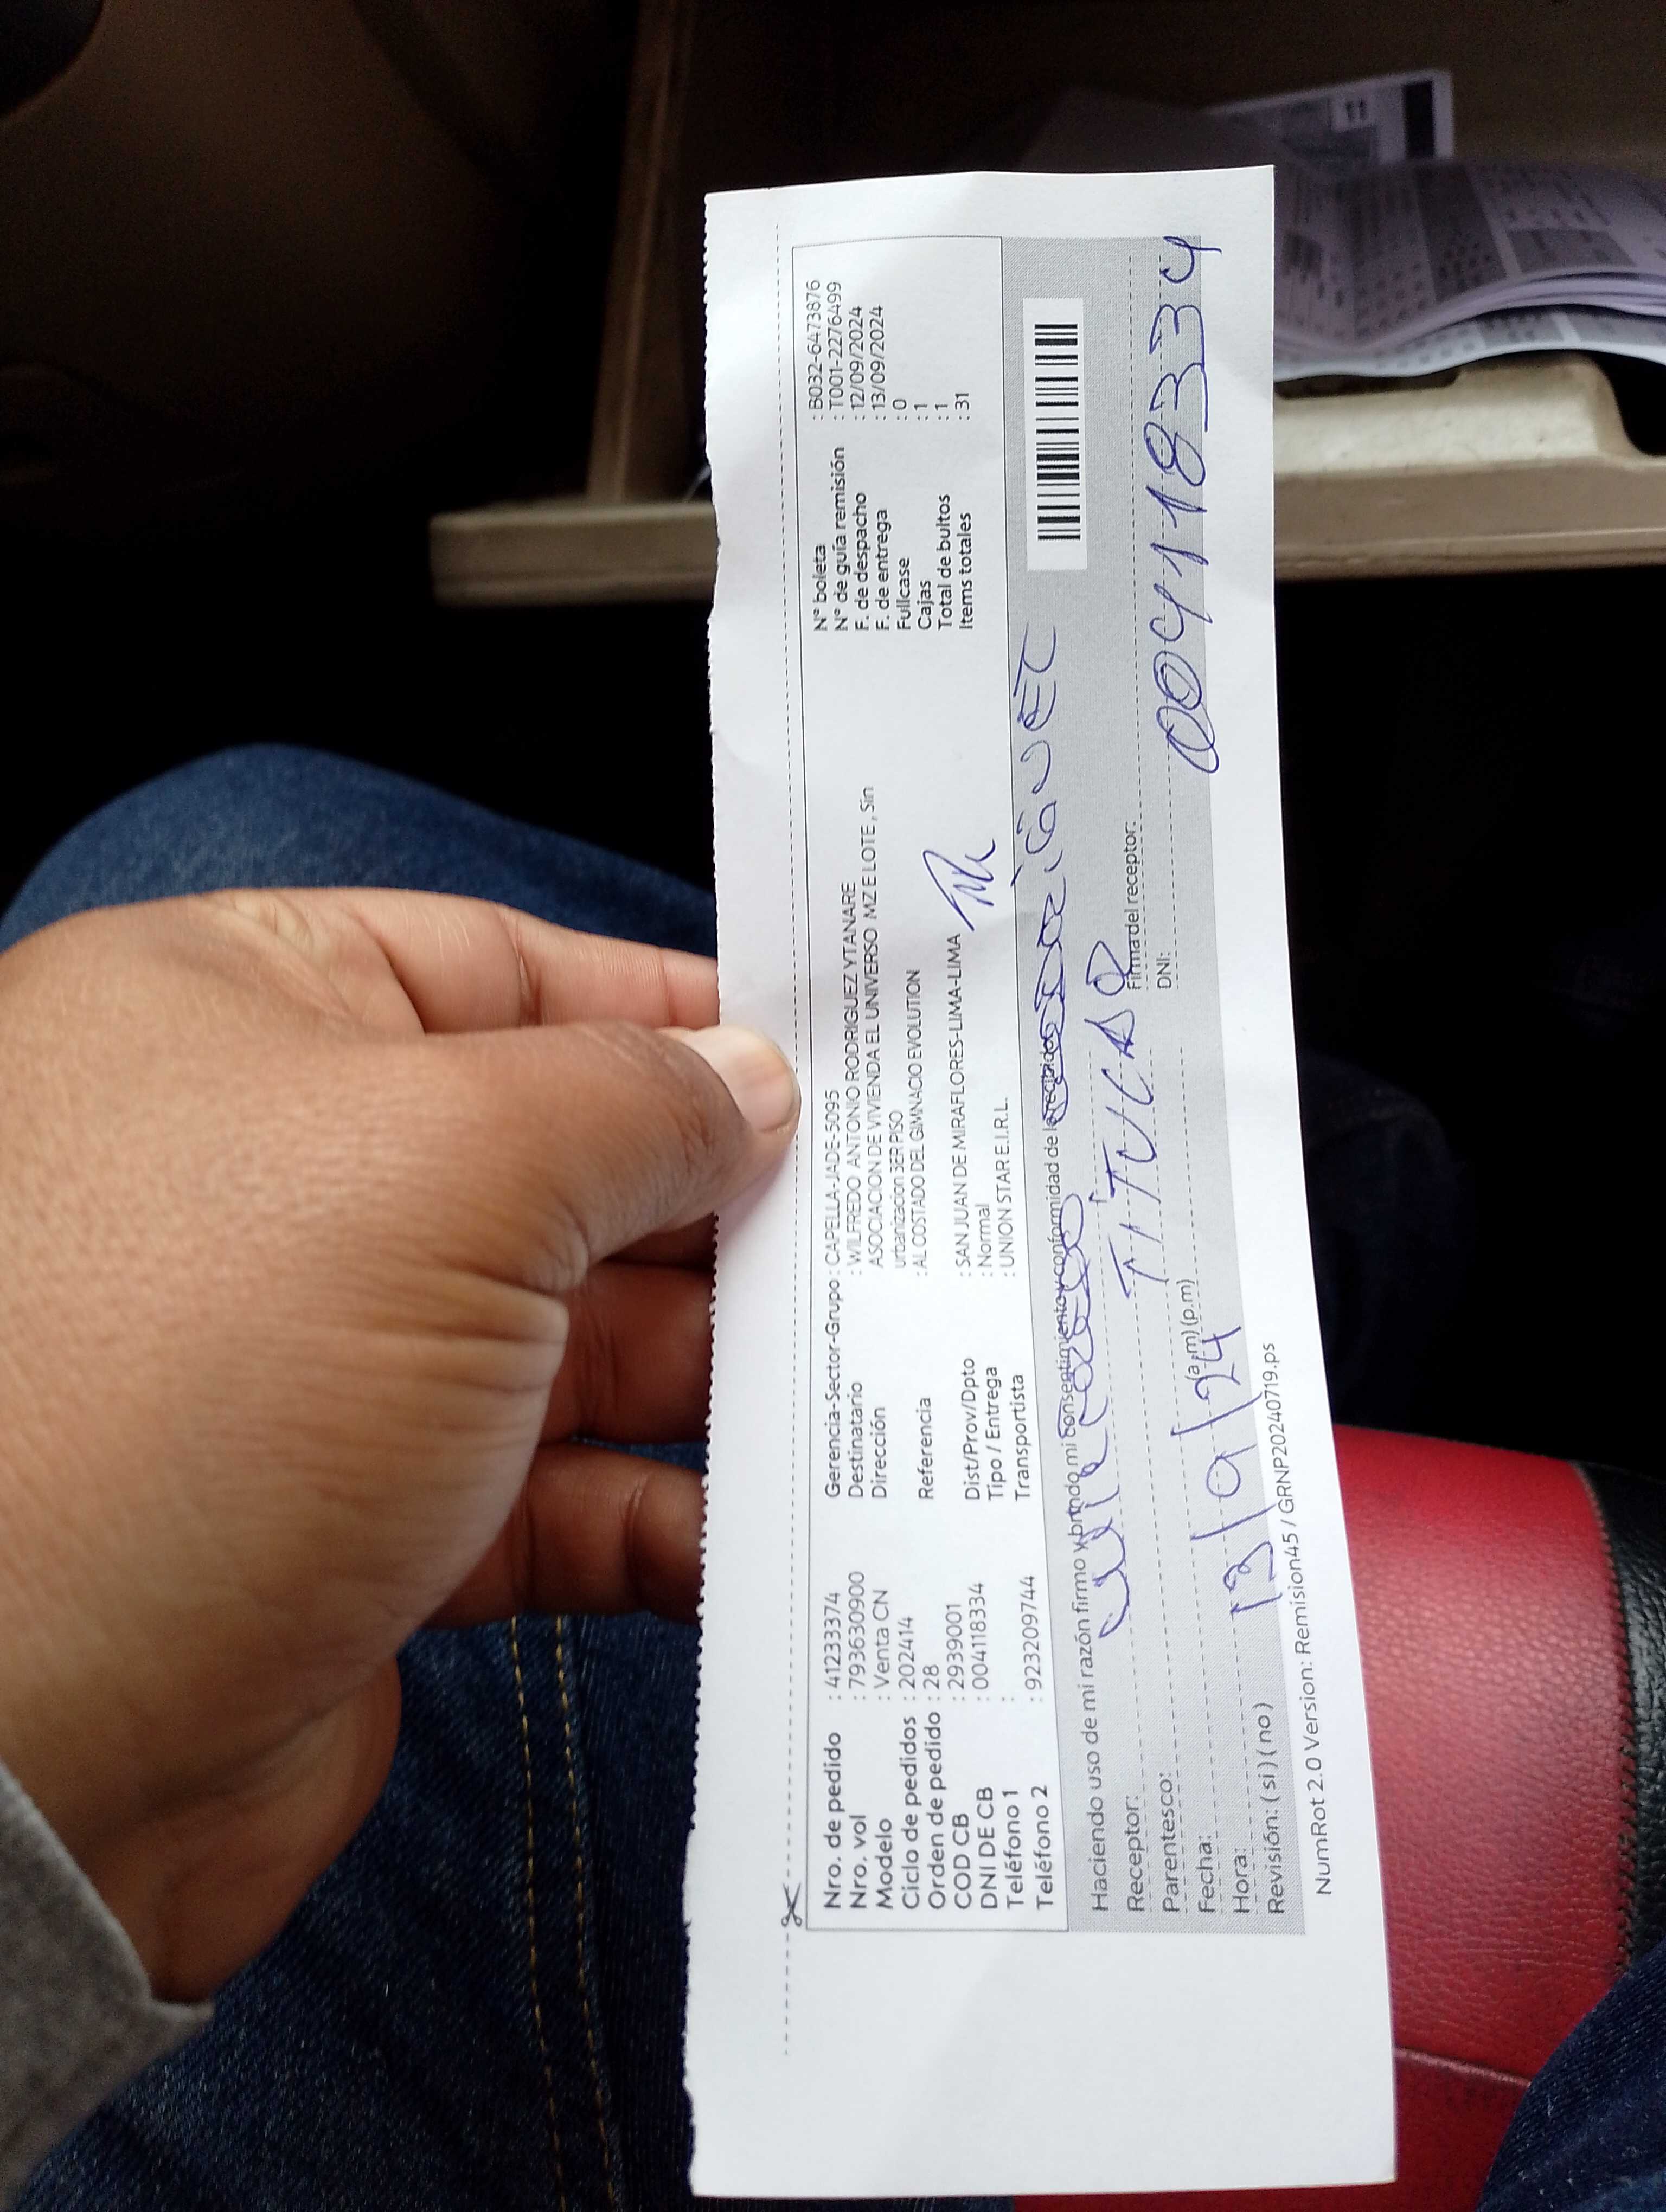 Nro. de pedido : 41233374
Nro. vol : 793630900
Modelo : Venta CN
Ciclo de pedidos : 202414
Orden de pedido : 28
COD CB : 2939001
DNI DE CB : 004118334
Teléfono 1 :
Teléfono 2 : 923209744
Gerencia-Sector-Grupo : CAPELLA-JADE-5095
Destinatario : WILFREDO ANTONIO RODRIGUEZ YTANARE
Dirección ASOCIACION DE VIVIENDA EL UNIVERSO MZ E LOTE , Sin
urbanización 3ER PISO
Referencia : AL COSTADO DEL GIMNACIO EVOLUTION
Dist/Prov/Dpto : SAN JUAN DE MIRAFLORES-LIMA-LIMA
Tipo / Entrega : Normal
Transportista : UNION STAR E.I.R.L.
N° boleta : B032-6473876
N° de guía remisión : T001-2276499
F. de despacho : 12/09/2024
F. de entrega : 13/09/2024
Fullcase : 0
Cajas : 1
Total de bultos : 1
Items totales : 31
Haciendo uso de mi razón firmo y brindo mi consentimiento y conformidad de lo recibido
Receptor:
Parentesco: TITULAR
Fecha: 13/9/24
Hora: (a.m) (p.m)
Revisión: ( si ) ( no )
Firma del receptor:
DNI: 004118334
NumRot 2.0 Version: Remision45 / GRNP20240719.ps